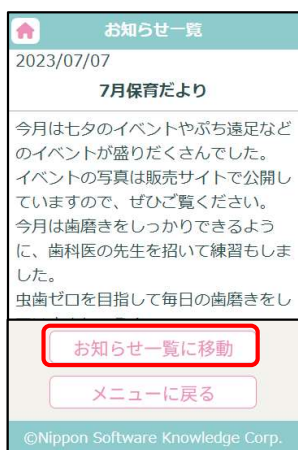 お知らせ一覧
2023/07/07
7月保育だより
今月は七夕のイベントやぷち遠足など
のイベントが盛りだくさんでした。
イベントの写真は販売サイトで公開し
ていますので、ぜひご覧ください。
今月は歯磨きをしっかりできるよう
に、歯科医の先生を招いて練習もしま
した。
虫歯ゼロを目指して毎日の歯磨きをし
お知らせ一覧に移動
メニューに戻る
©Nippon Software Knowledge Corp.